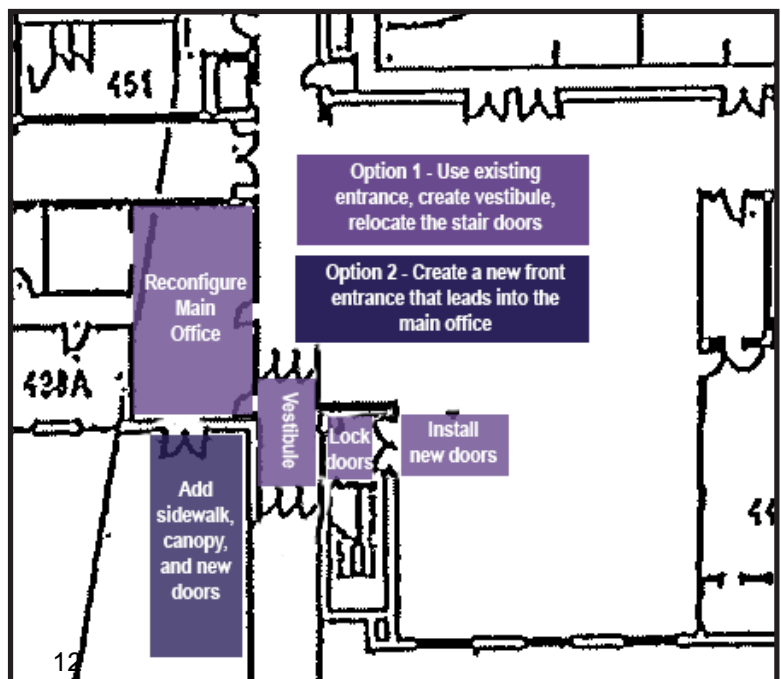 451
Option 1 - Use existing
entrance, create vestibule,
relocate the stair doors
Option 2 - Create a new front
entrance that leads into the
main office
Reconfigure
Main
Office
438A
Vestibule
Lock
doors
Install
new doors
Add
sidewalk,
canopy,
and new
doors
12